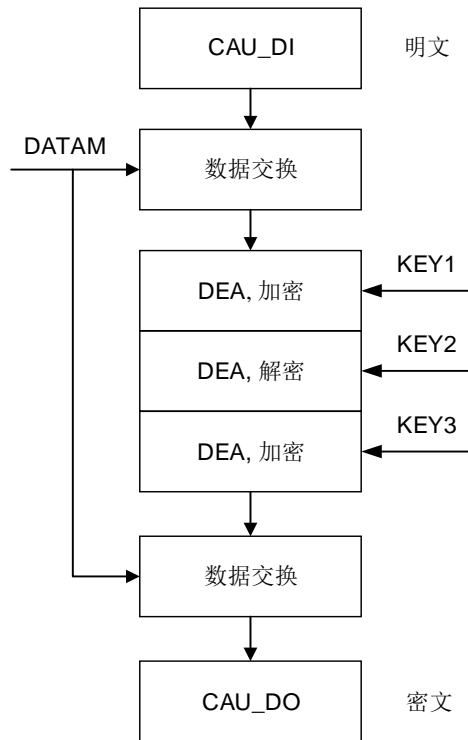 CAU_DI
明文
DATAM
数据交换
KEY1
DEA, 加密
KEY2
DEA, 解密
KEY3
DEA, 加密
数据交换
CAU_DO
密文